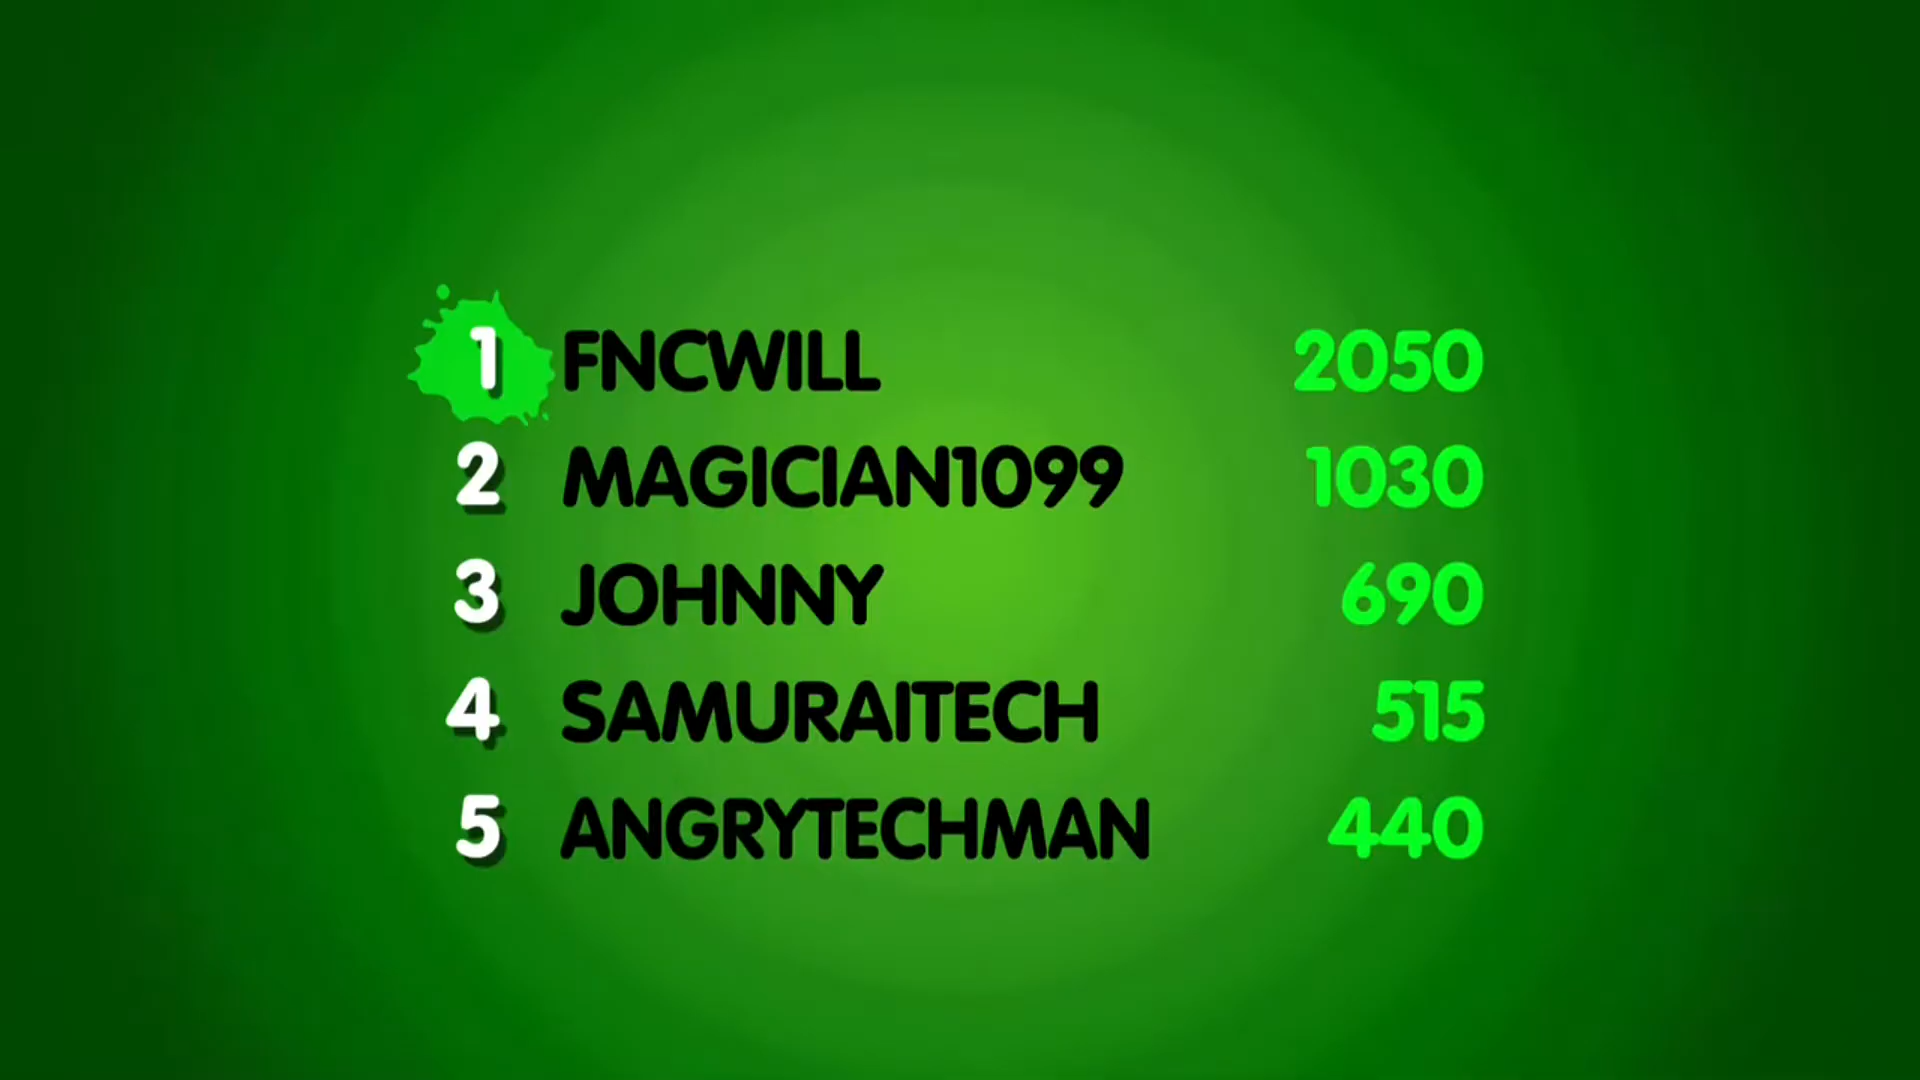 1 FNCWILL 2050
2 MAGICIAN1099 1030
3 JOHNNY 690
4 SAMURAITECH 515
5 ANGRYTECHMAN 440